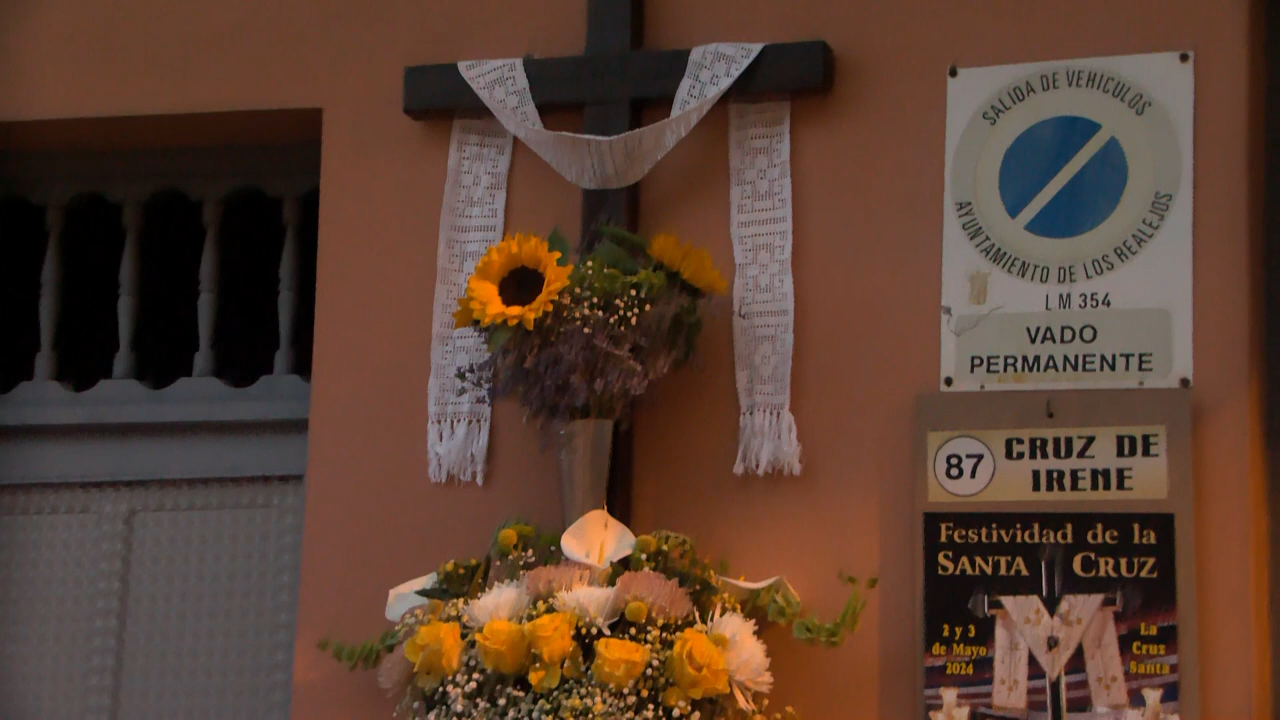 SALIDA DE VEHICULOS
AYUNTAMIENTO DE LOS REALEJOS
LM 354
VADO
PERMANENTE
87
CRUZ DE
IRENE
Festividad de la
SANTA CRUZ
2 y 3
de Mayo
2024
La
Cruz
Santa